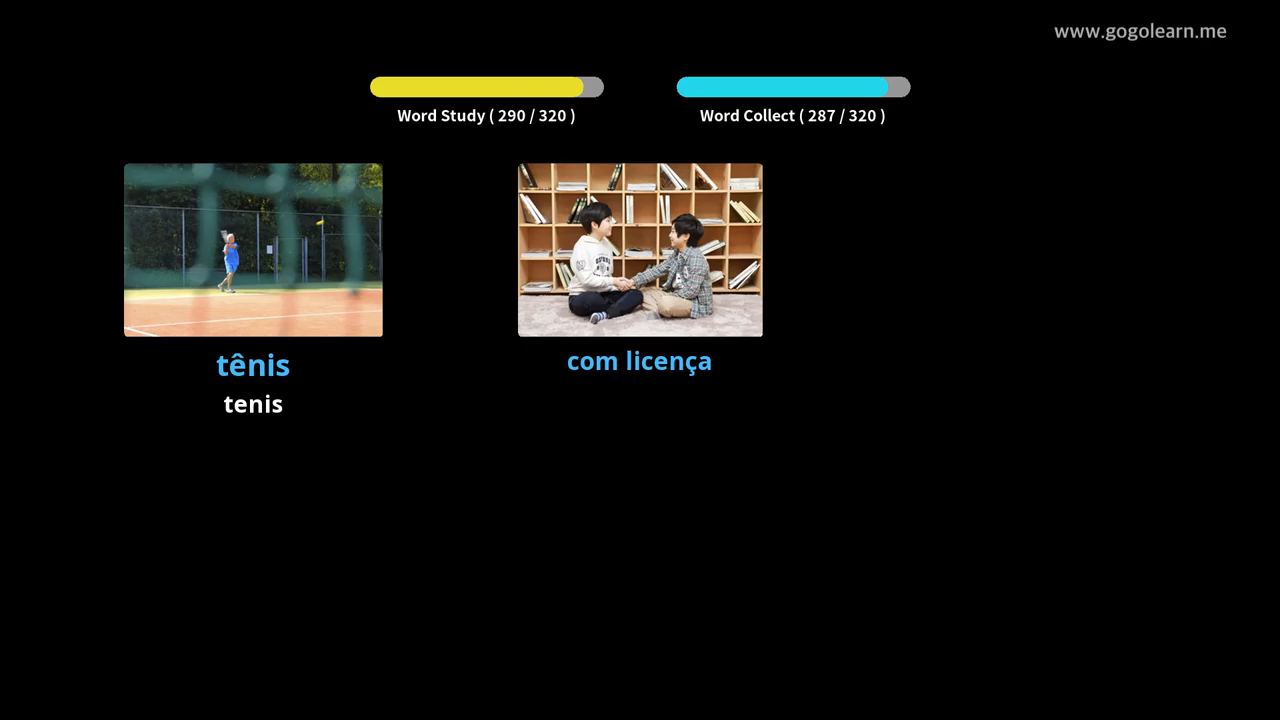 www.gogolearn.me
Word Study ( 290 / 320 )
Word Collect ( 287 / 320 )
tênis
tenis
com licença